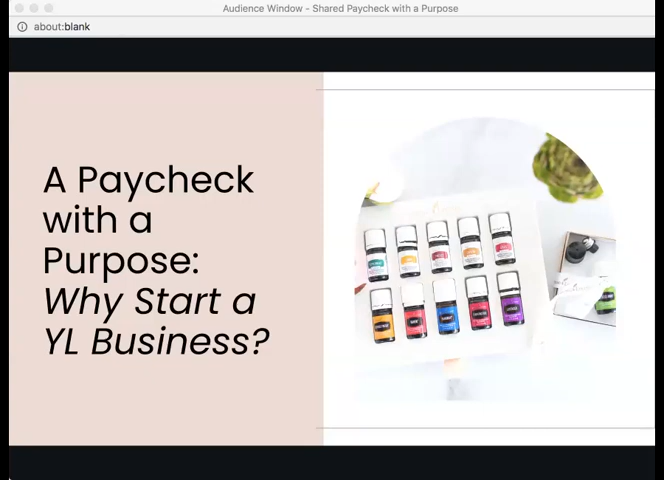 Audience Window - Shared Paycheck with a Purpose
about:blank
A Paycheck
with a
Purpose:
Why Start a
YL Business?